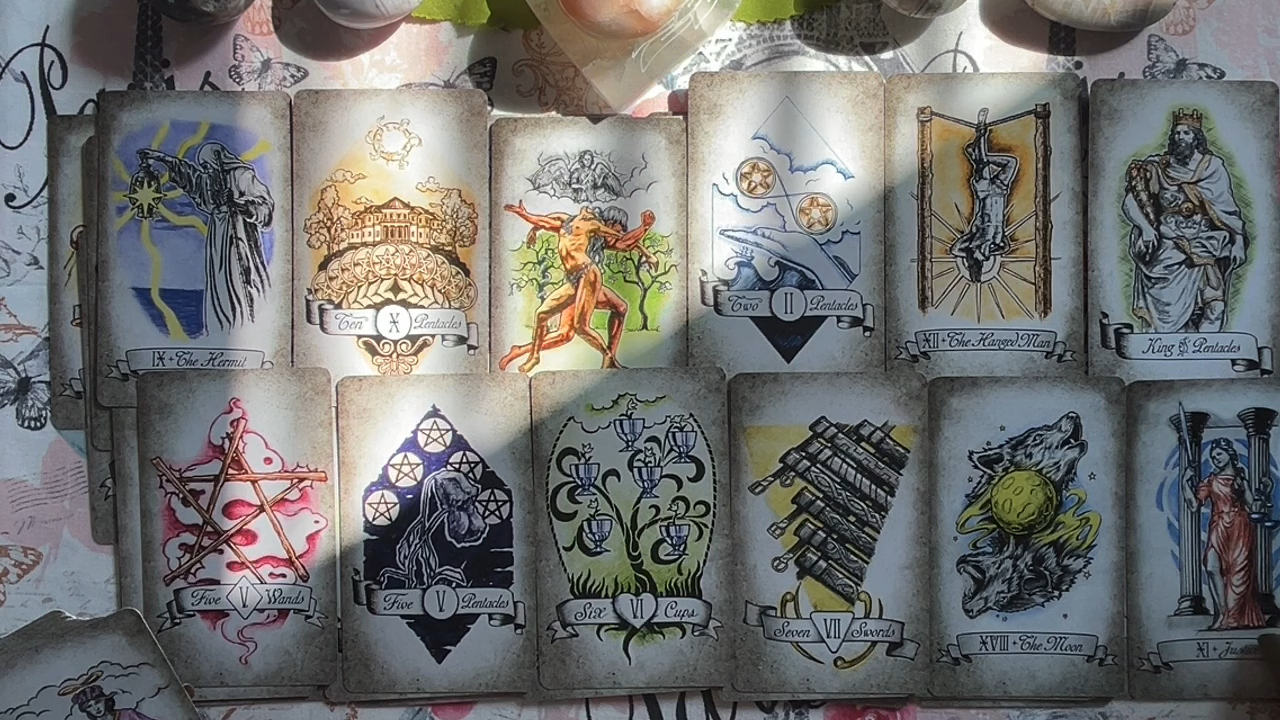 IX • The Hermit
Ten X Pentacles
Two II Pentacles
XII • The Hanged Man
King Pentacles
Five V Wands
Five V Pentacles
Six VI Cups
Seven VII Swords
XVIII • The Moon
XI • Justice